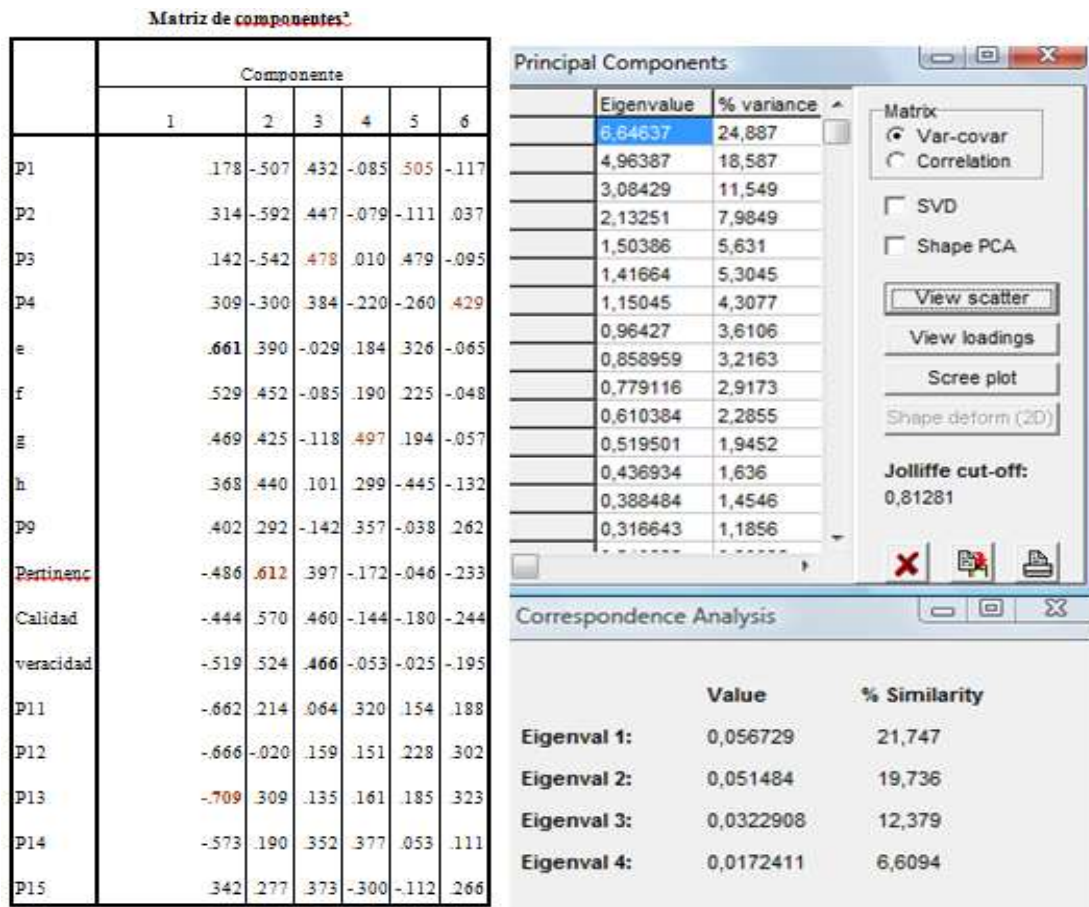 Matriz de componentesª
Componente
1 2 3 4 5 6
P1 .178 -.507 .432 -.085 .505 -.117
P2 .314 -.592 .447 -.079 -.111 .037
P3 .142 -.542 .478 .010 .479 -.095
P4 .309 -.300 .384 -.220 -.260 .429
e .661 .390 -.029 .184 .326 -.065
f .529 .452 -.085 .190 .225 -.048
g .469 .425 -.118 .497 .194 -.057
h .368 .440 .101 .299 -.445 -.132
P9 .402 .292 -.142 .357 -.038 .262
Pertinenc -.486 .612 .397 -.172 -.046 -.233
Calidad -.444 .570 .460 -.144 -.180 -.244
veracidad -.519 .524 .466 -.053 -.025 -.195
P11 -.662 .214 .064 .320 .154 .188
P12 -.666 -.020 .159 .151 .228 .302
P13 -.709 .309 .135 .161 .185 .323
P14 -.573 .190 .352 .377 .053 .111
P15 .342 .277 .373 -.300 -.112 .266
Principal Components
Eigenvalue % variance
6,64637 24,887
4,96387 18,587
3,08429 11,549
2,13251 7,9849
1,50386 5,631
1,41664 5,3045
1,15045 4,3077
0,96427 3,6106
0,858959 3,2163
0,779116 2,9173
0,610384 2,2855
0,519501 1,9452
0,436934 1,636
0,388484 1,4546
0,316643 1,1856
Matrix
Var-covar
Correlation
SVD
Shape PCA
View scatter
View loadings
Scree plot
Shape deform (2D)
Jolliffe cut-off:
0,81281
Correspondence Analysis
Value % Similarity
Eigenval 1: 0,056729 21,747
Eigenval 2: 0,051484 19,736
Eigenval 3: 0,0322908 12,379
Eigenval 4: 0,0172411 6,6094